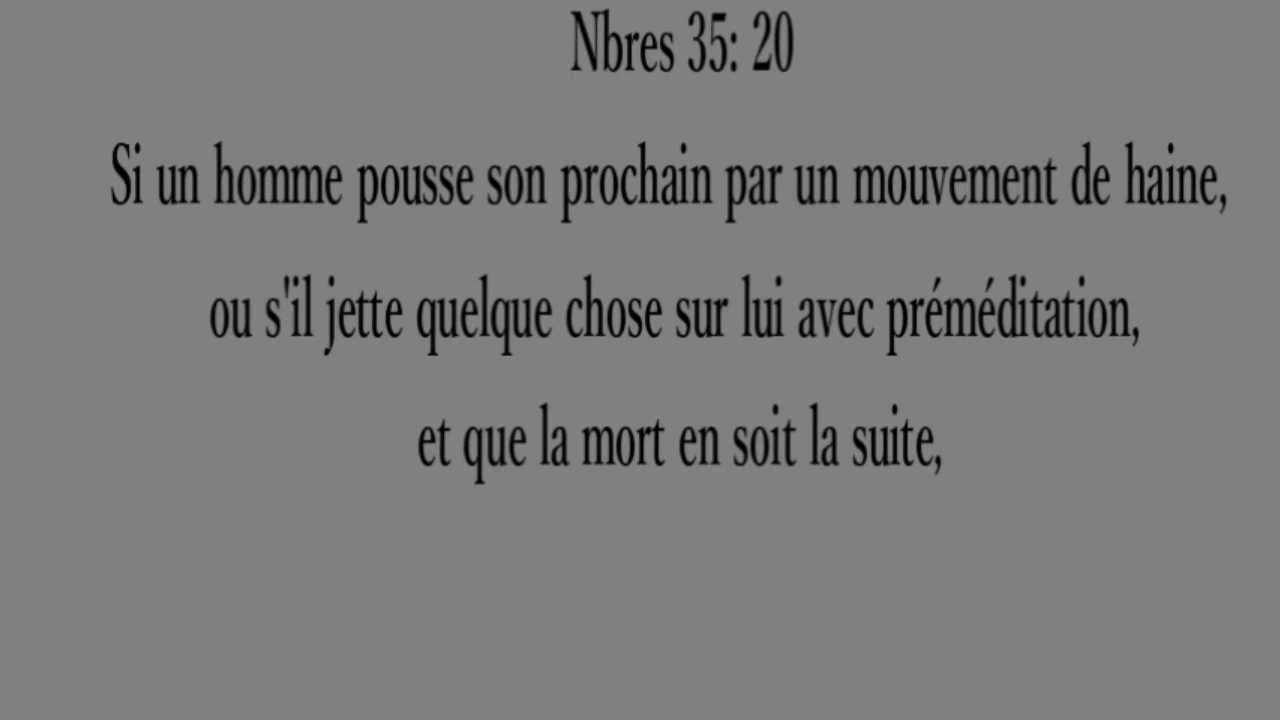 Nbres 35: 20
Si un homme pousse son prochain par un mouvement de haine,
ou s'il jette quelque chose sur lui avec préméditation,
et que la mort en soit la suite,